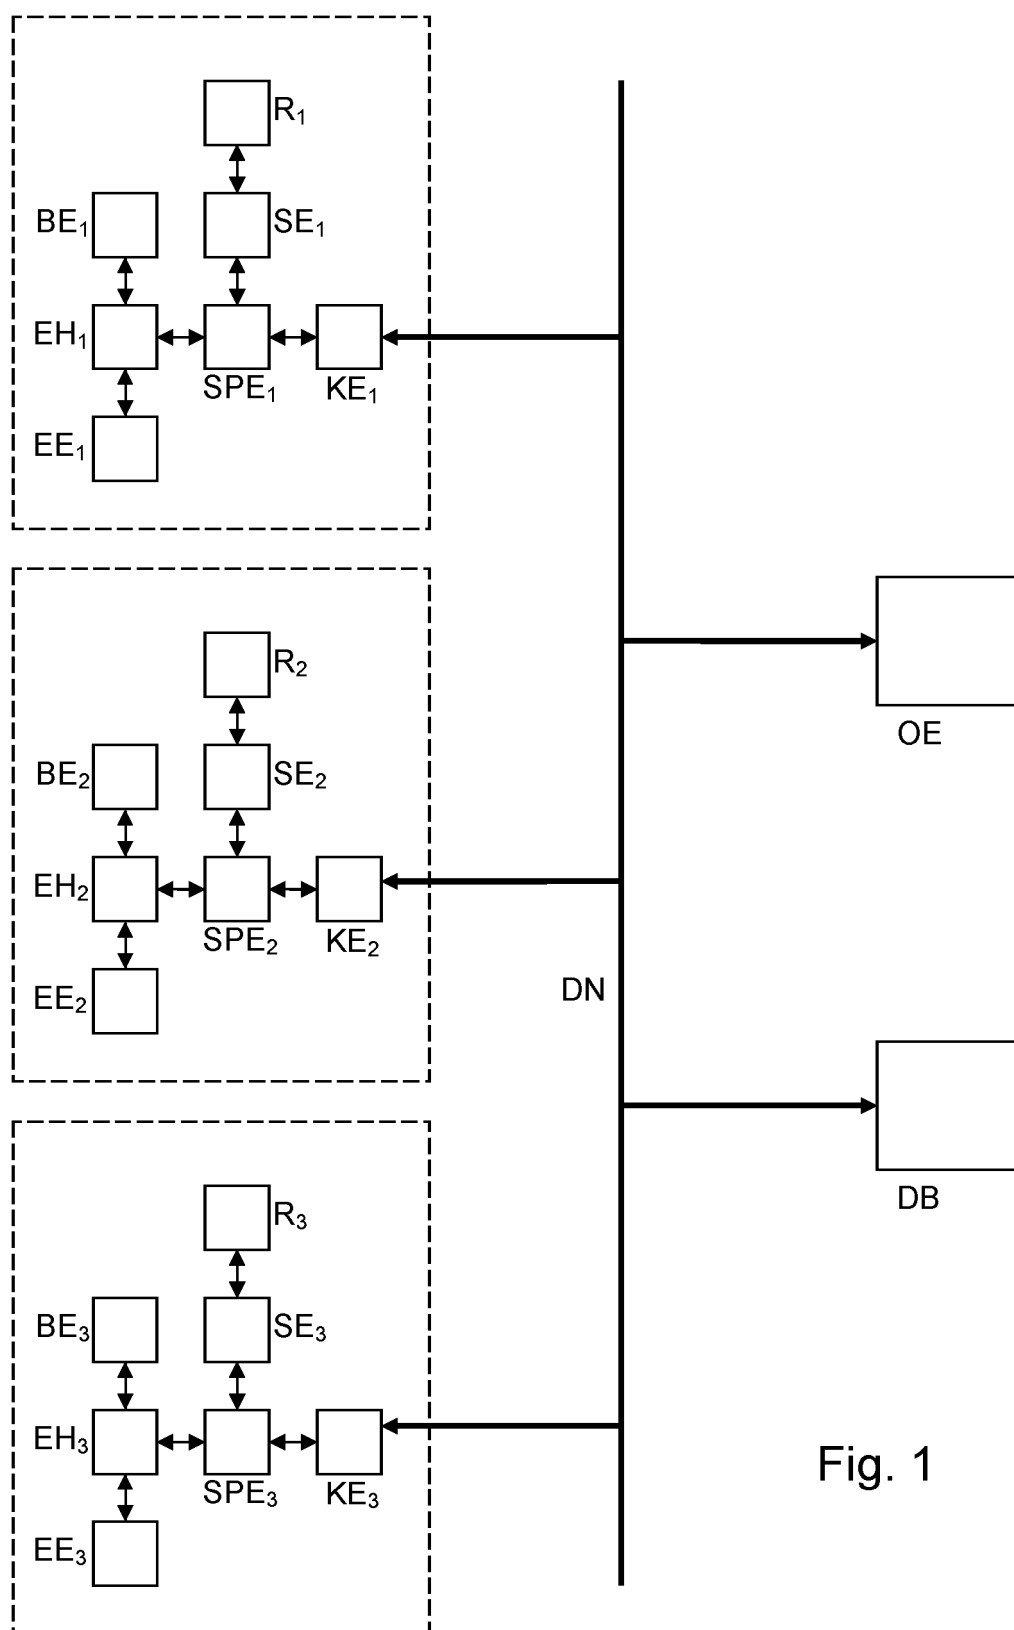 R₁
BE₁ SE₁
EH₁
SPE₁ KE₁
EE₁
R₂
OE
BE₂ SE₂
EH₂
SPE₂ KE₂
DN
EE₂
DB
R₃
BE₃ SE₃
EH₃
Fig. 1
SPE₃ KE₃
EE₃